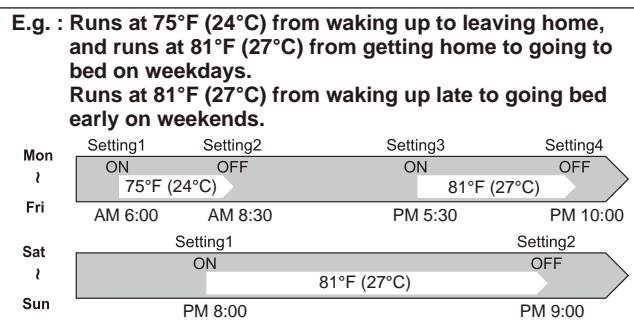 E.g. : Runs at 75°F (24°C) from waking up to leaving home,
and runs at 81°F (27°C) from getting home to going to
bed on weekdays.
Runs at 81°F (27°C) from waking up late to going bed
early on weekends.
Setting1 Setting2 Setting3 Setting4
Mon
~
Fri
ON OFF ON OFF
75°F (24°C) 81°F (27°C)
AM 6:00 AM 8:30 PM 5:30 PM 10:00
Setting1 Setting2
Sat
~
Sun
ON OFF
81°F (27°C)
PM 8:00 PM 9:00